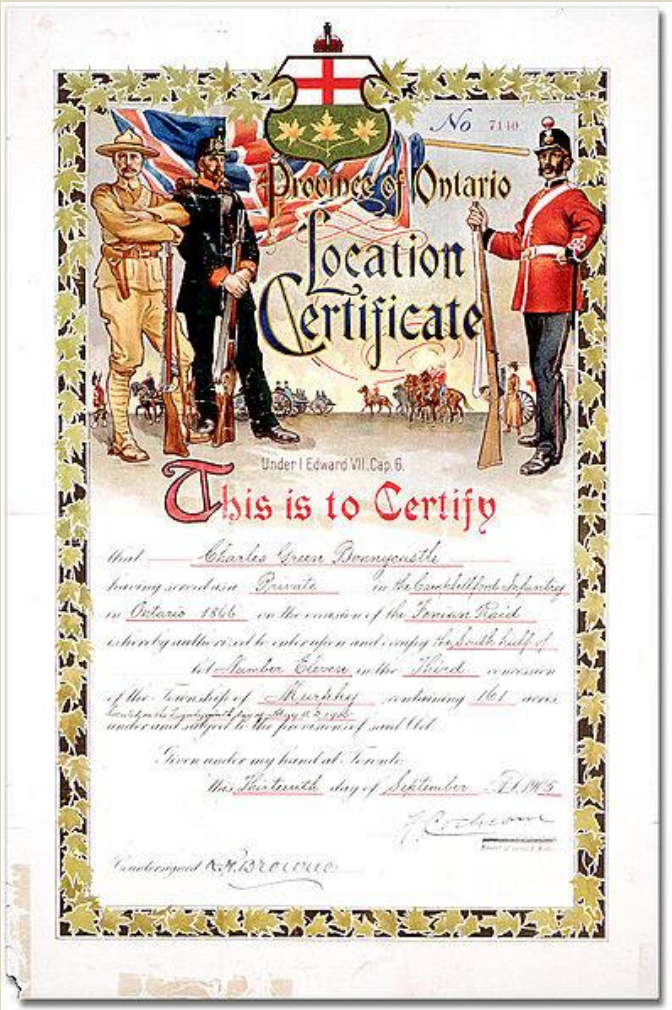 No 7140
Province of Ontario
Location
Certificate
Under I Edward VII. Cap. 6.
This is to Certify
that Charles Green Bonnycastle
having served as a Private in the Campbellford Infantry
in Ontario 1866 on the occasion of the Fenian Raid
is hereby authorized to enter upon and occupy the South half of
lot Number Eleven in the Third concession
of the Township of containing 161 acres
under and subject to the provisions of said Act.
Given under my hand at Toronto
this Thirteenth day of September
F Cochrane
Countersigned